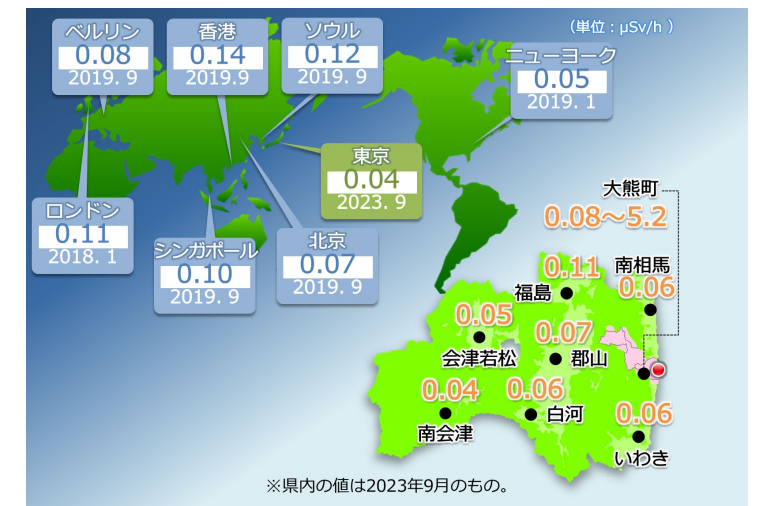 （単位：μSv/h ）
ベルリン
0.08
2019. 9
香港
0.14
2019.9
ソウル
0.12
2019. 9
ニューヨーク
0.05
2019. 1
東京
0.04
2023. 9
ロンドン
0.11
2018. 1
シンガポール
0.10
2019. 9
北京
0.07
2019. 9
大熊町
0.08～5.2
0.11
福島
南相馬
0.06
0.05
会津若松
0.07
郡山
0.04
南会津
0.06
白河
0.06
いわき
※県内の値は2023年9月のもの。